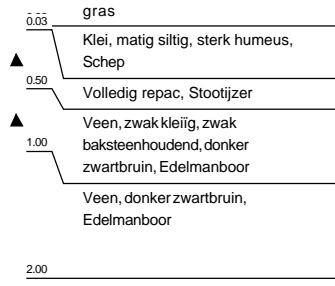 gras
0.03
Klei, matig siltig, sterk humeus,
Schep
0.50
Volledig repac, Stootijzer
Veen, zwak kleiïg, zwak
baksteenhoudend, donker
1.00
zwartbruin, Edelmanboor
Veen, donker zwartbruin,
Edelmanboor
2.00